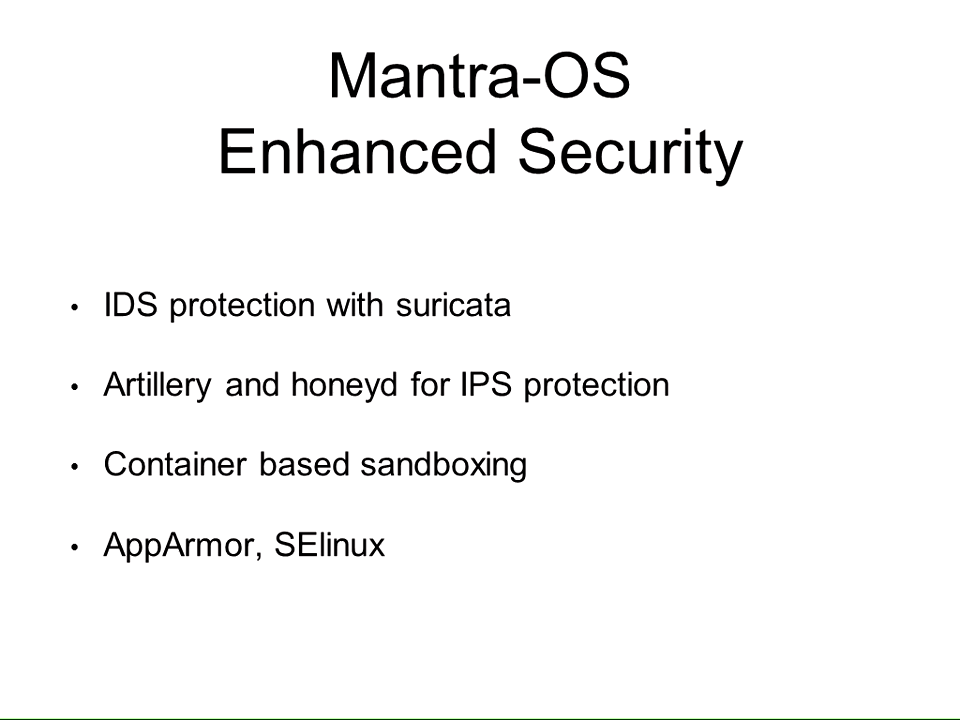 Mantra-OS
Enhanced Security
• IDS protection with suricata
• Artillery and honeyd for IPS protection
• Container based sandboxing
• AppArmor, SElinux